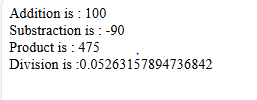 Addition is : 100
Substraction is : -90
Product is : 475
Division is :0.05263157894736842